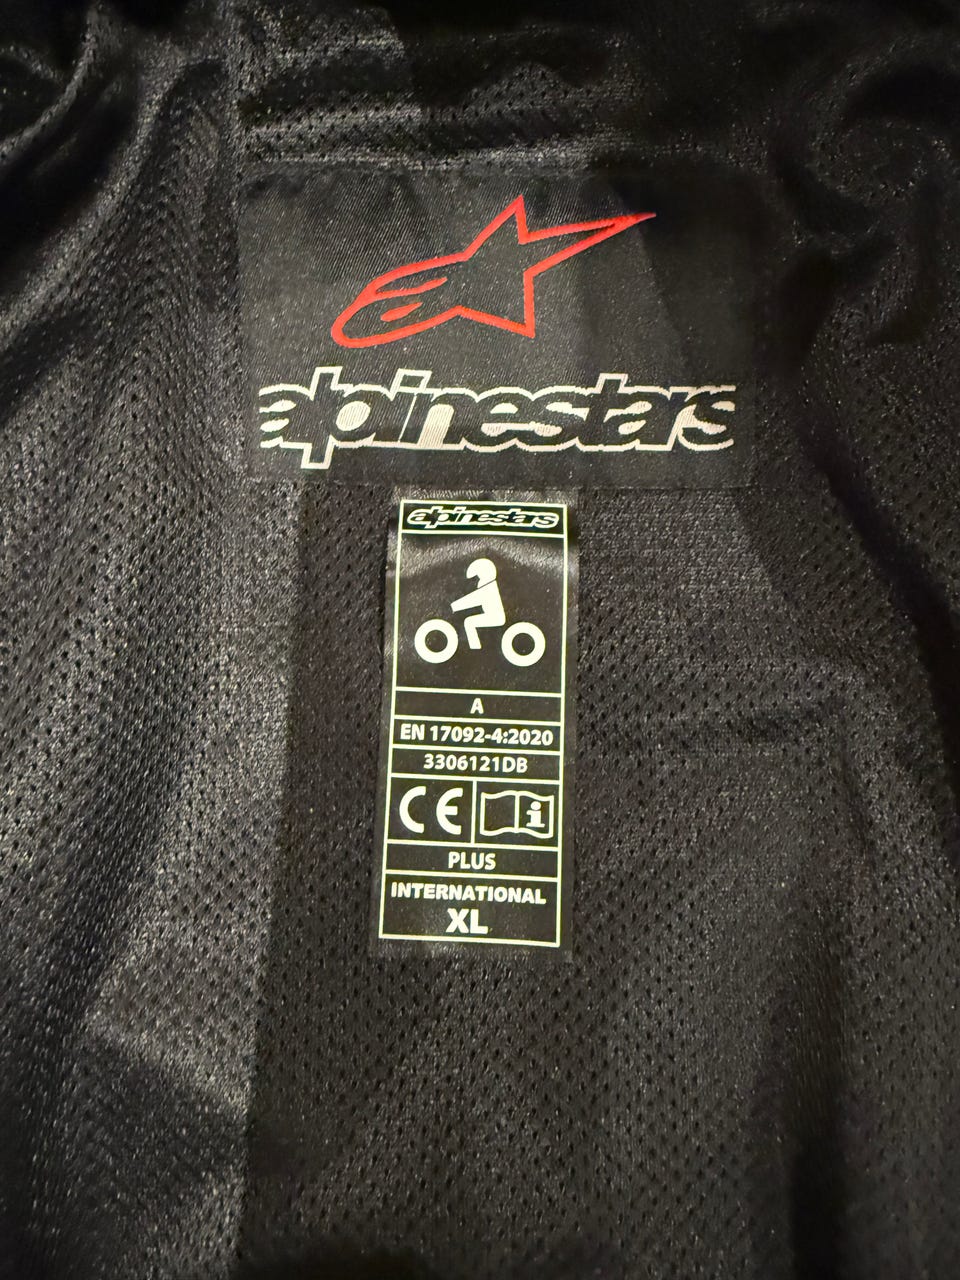 alpinestars
alpinestars
A
EN 17092-4:2020
3306121DB
CE i
PLUS
INTERNATIONAL
XL